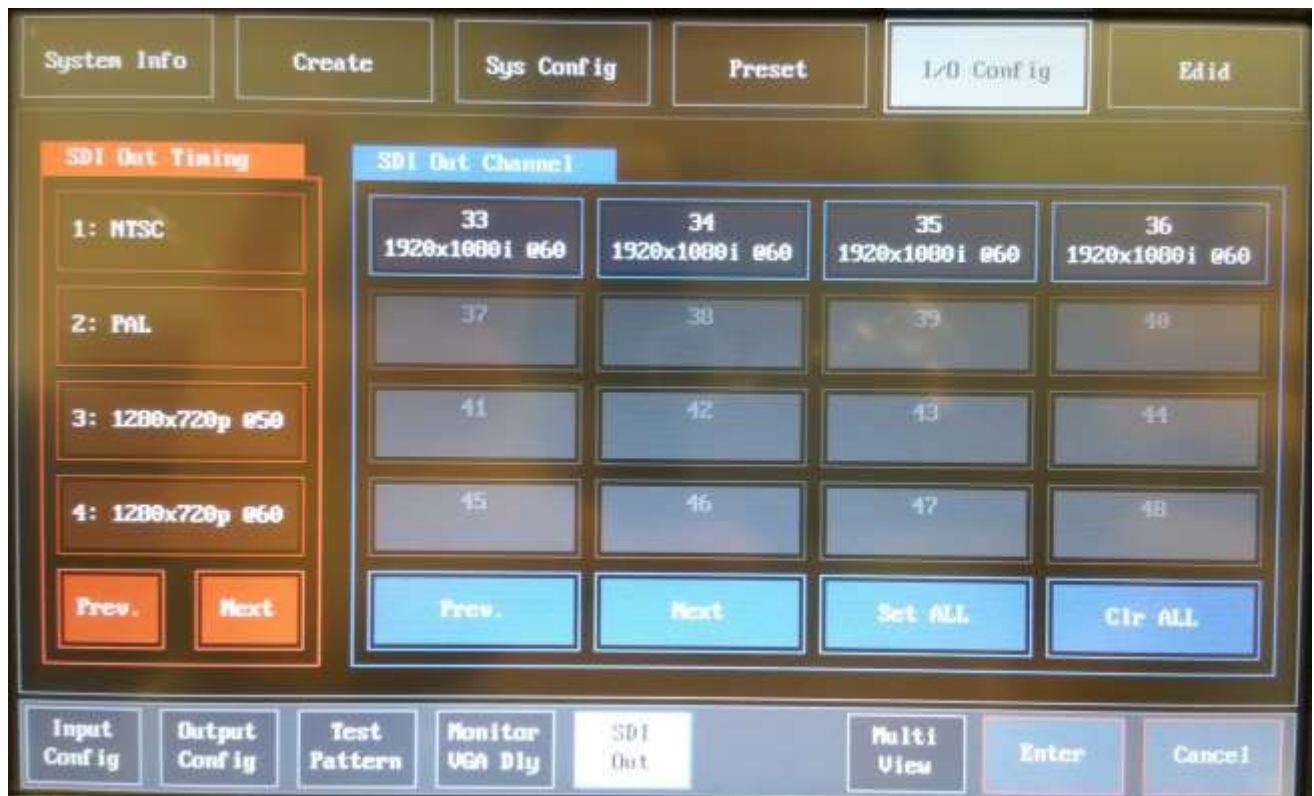 System Info
Create
Sys Config
Preset
I/O Config
Edid
SDI Out Timing
SDI Out Channel
1: NTSC
33
1920x1080i @60
34
1920x1080i @60
35
1920x1080i @60
36
1920x1080i @60
2: PAL
37
38
39
40
3: 1280x720p @50
41
42
43
44
4: 1280x720p @60
45
46
47
48
Prev.
Next
Prev.
Next
Set ALL
Clr ALL
Input
Config
Output
Config
Test
Pattern
Monitor
VGA Dly
SDI
Out
Multi
View
Enter
Cancel